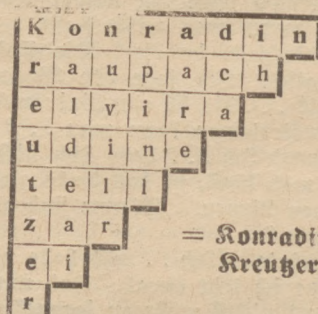 K o n r a d i n
r a u p a c h
e l v i r a
u d i n e
t e l l
z a r
e i
r
= Konradi
Kreutzer